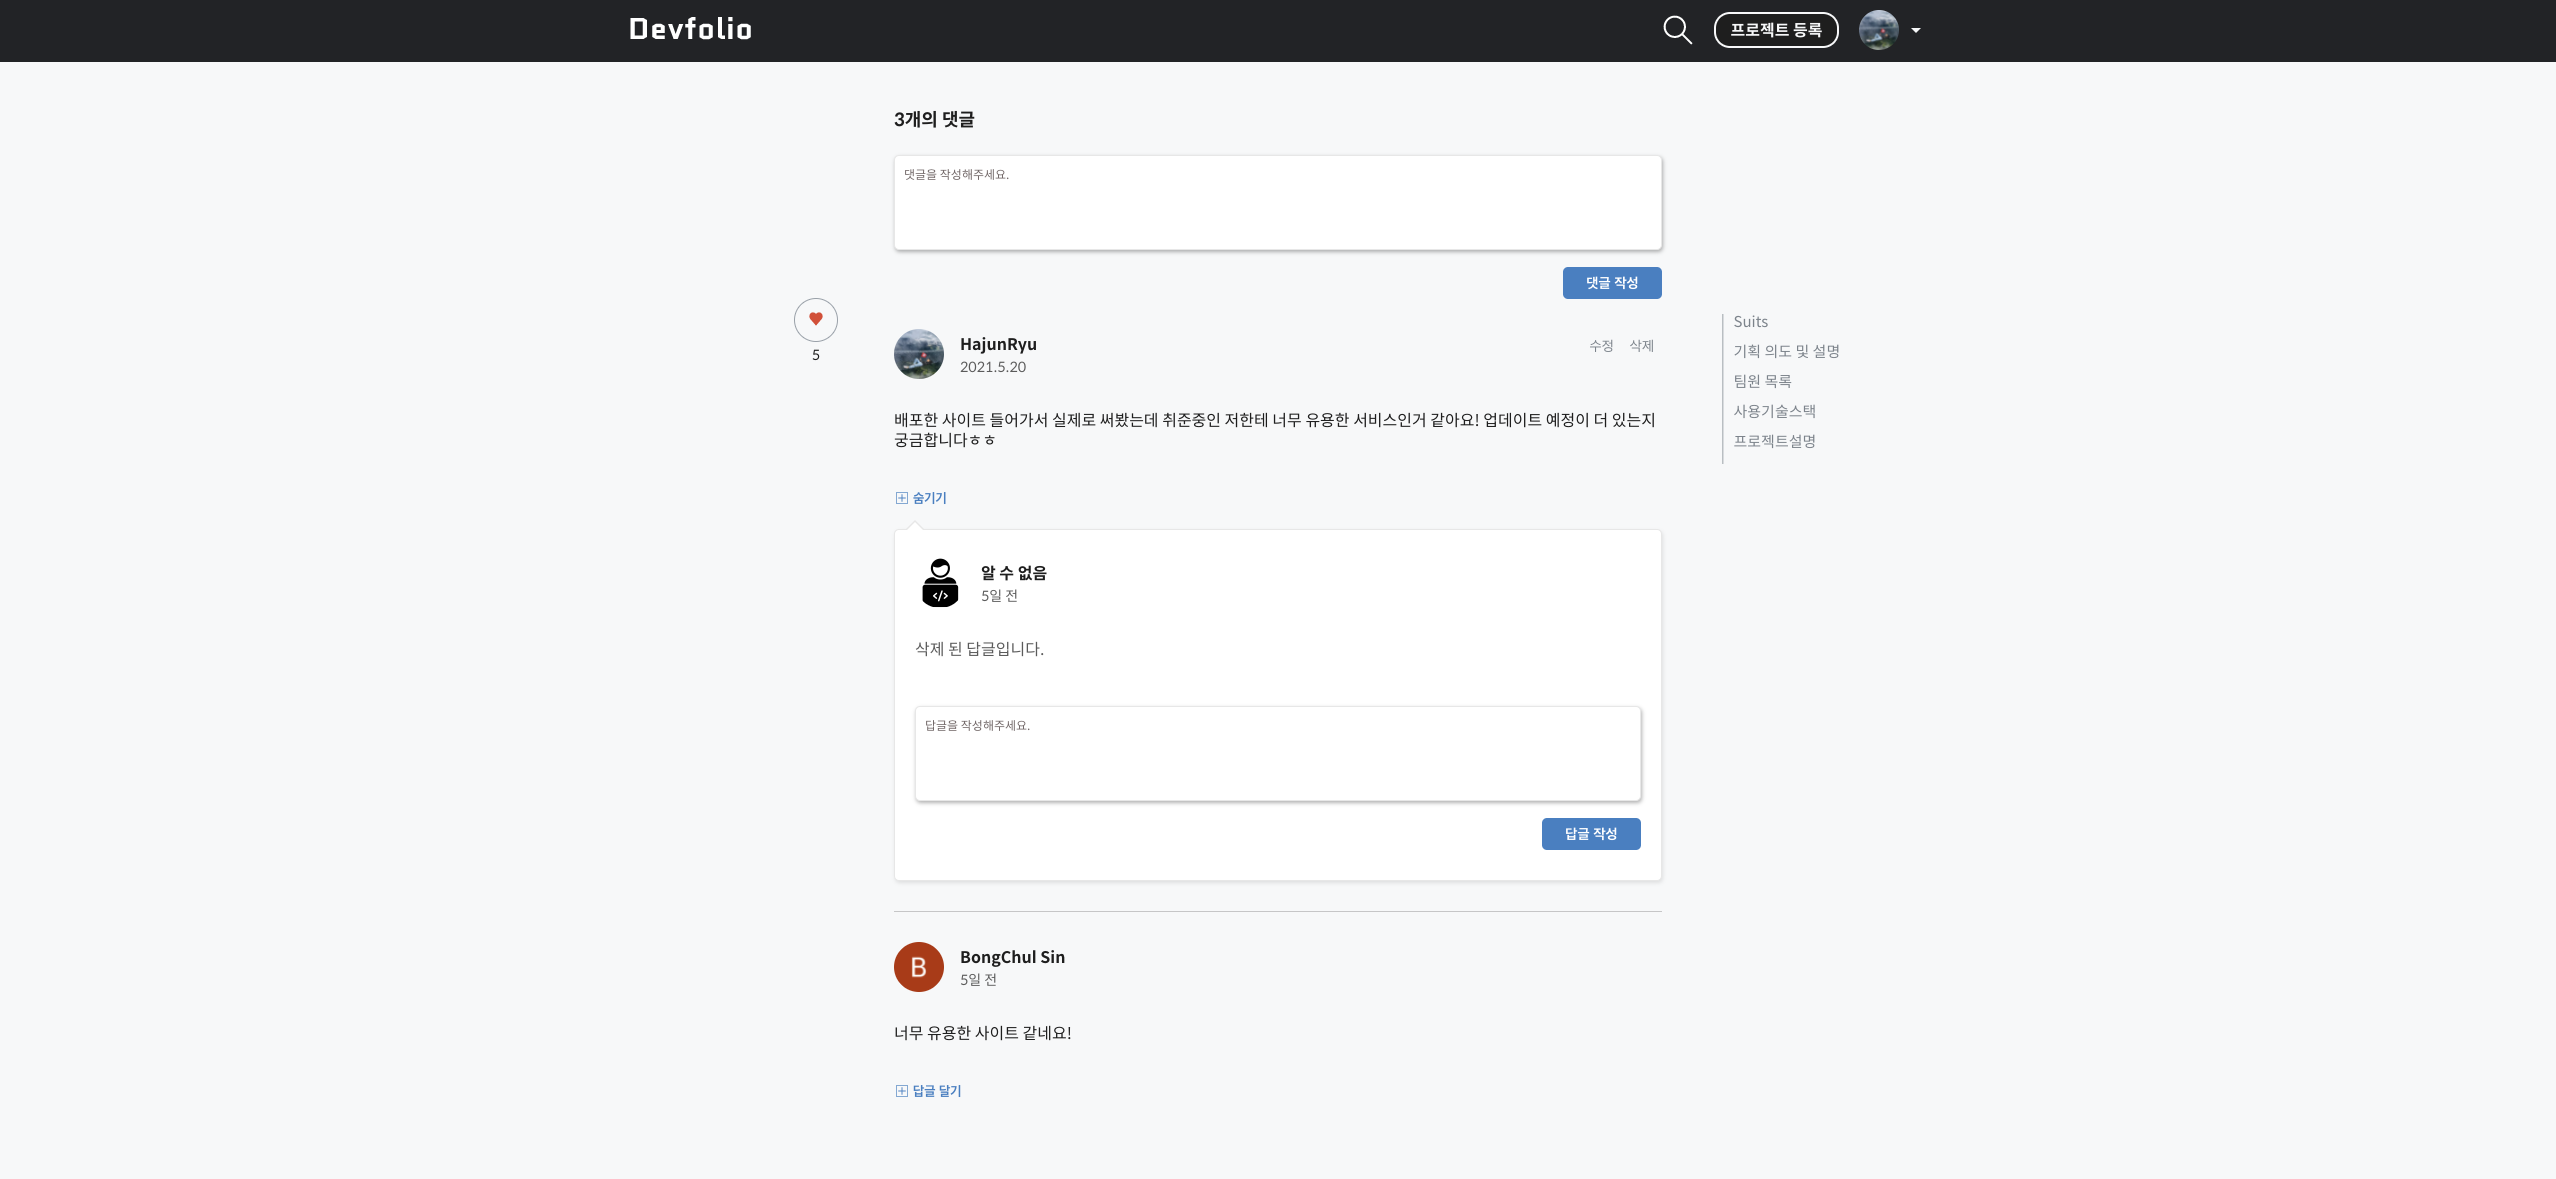 Devfolio
프로젝트 등록
3개의 댓글
댓글을 작성해주세요.
댓글 작성
5
HajunRyu
2021.5.20
수정 삭제
배포한 사이트 들어가서 실제로 써봤는데 취준중인 저한테 너무 유용한 서비스인거 같아요! 업데이트 예정이 더 있는지
궁금합니다ㅎㅎ
숨기기
알 수 없음
5일 전
</>
삭제 된 답글입니다.
답글을 작성해주세요.
답글 작성
B
BongChul Sin
5일 전
너무 유용한 사이트 같네요!
답글 달기
Suits
기획 의도 및 설명
팀원 목록
사용기술스택
프로젝트설명